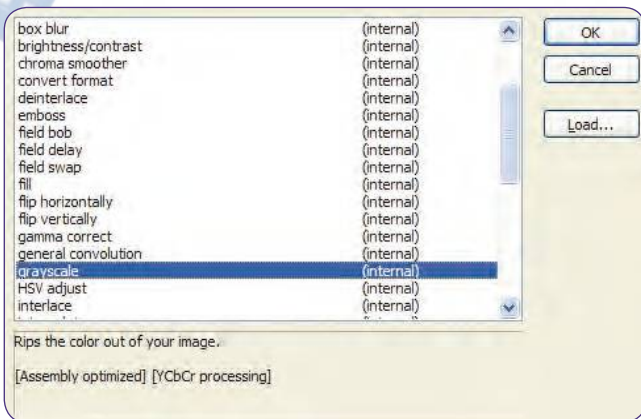 box blur (internal)
brightness/contrast (internal)
chroma smoother (internal)
convert format (internal)
deinterlace (internal)
emboss (internal)
field bob (internal)
field delay (internal)
field swap (internal)
fill (internal)
flip horizontally (internal)
flip vertically (internal)
gamma correct (internal)
general convolution (internal)
grayscale (internal)
HSV adjust (internal)
interlace (internal)
OK
Cancel
Load...
Rips the color out of your image.
[Assembly optimized] [YCbCr processing]